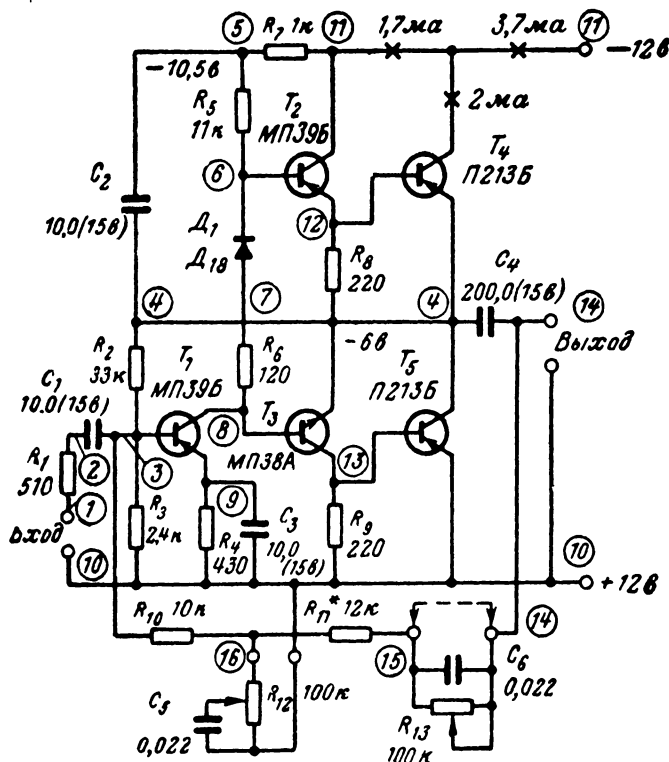 5
R₇ 1к
11
1,7 ма
3,7 ма
11
−12в
−10,5в
R₅
11к
T₂
МП39Б
2 ма
T₄
П213Б
6
C₂
10,0(15в)
12
Д₁
Д18
R₈
220
C₄
200,0(15в)
4
7
4
14
−6в
Выход
R₂
33к
T₁
МП39Б
R₆
120
T₃
T₅
П213Б
C₁
10,0(15в)
8
МП38А
13
R₁
510
2
3
1
9
Вход
10
R₃
2,4к
R₄
430
C₃
10,0
(15в)
R₉
220
10
+12в
R₁₀ 10к
R₁₁* 12к
14
16
15
C₆
0,022
C₅
0,022
R₁₂
100к
R₁₃
100к